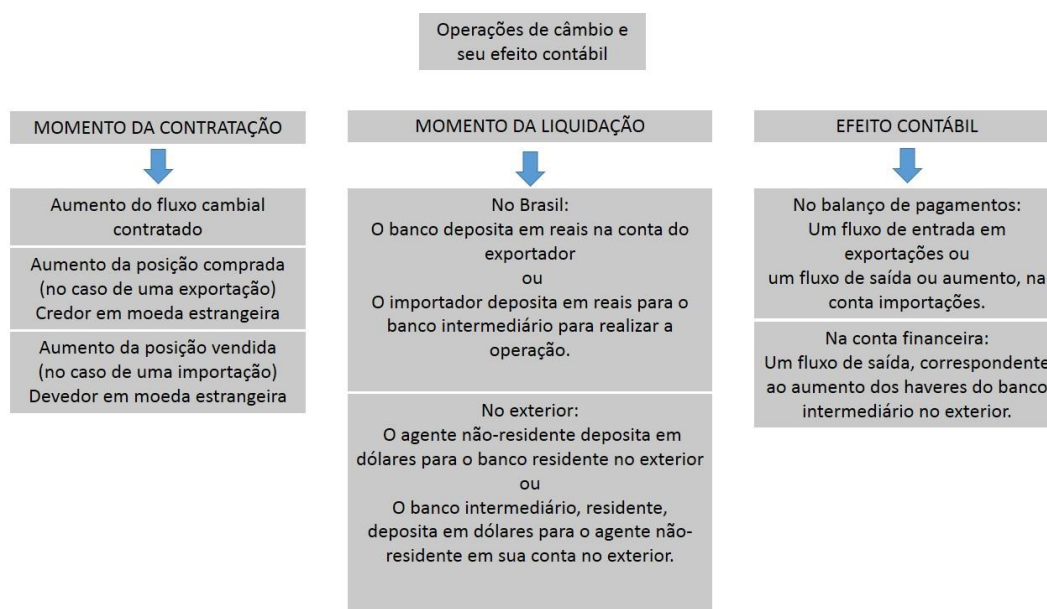 Operações de câmbio e
seu efeito contábil
MOMENTO DA CONTRATAÇÃO
Aumento do fluxo cambial
contratado
Aumento da posição comprada
(no caso de uma exportação)
Credor em moeda estrangeira
Aumento da posição vendida
(no caso de uma importação)
Devedor em moeda estrangeira
MOMENTO DA LIQUIDAÇÃO
No Brasil:
O banco deposita em reais na conta do
exportador
ou
O importador deposita em reais para o
banco intermediário para realizar a
operação.
No exterior:
O agente não-residente deposita em
dólares para o banco residente no exterior
ou
O banco intermediário, residente,
deposita em dólares para o agente não-
residente em sua conta no exterior.
EFEITO CONTÁBIL
No balanço de pagamentos:
Um fluxo de entrada em
exportações ou
um fluxo de saída ou aumento, na
conta importações.
Na conta financeira:
Um fluxo de saída, correspondente
ao aumento dos haveres do banco
intermediário no exterior.